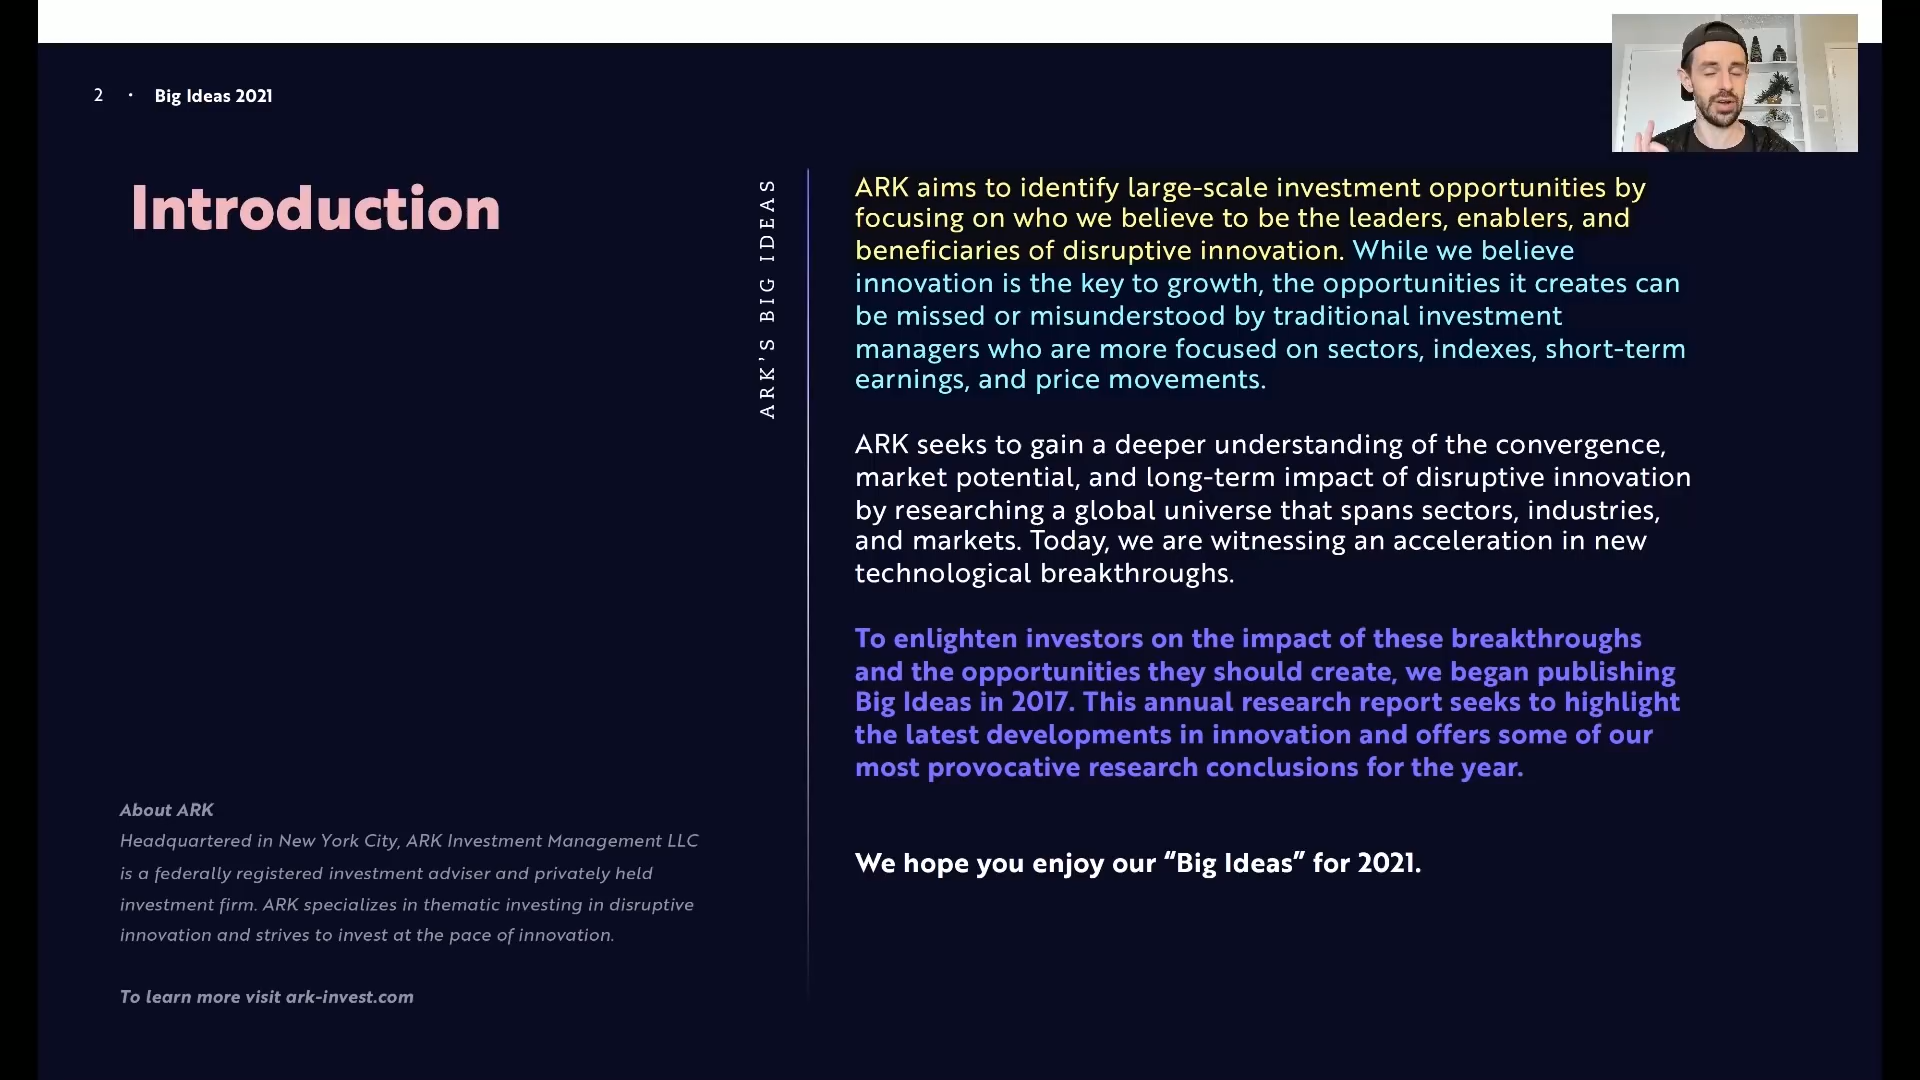 2 · Big Ideas 2021
Introduction
ARK'S BIG IDEAS
ARK aims to identify large-scale investment opportunities by
focusing on who we believe to be the leaders, enablers, and
beneficiaries of disruptive innovation. While we believe
innovation is the key to growth, the opportunities it creates can
be missed or misunderstood by traditional investment
managers who are more focused on sectors, indexes, short-term
earnings, and price movements.
ARK seeks to gain a deeper understanding of the convergence,
market potential, and long-term impact of disruptive innovation
by researching a global universe that spans sectors, industries,
and markets. Today, we are witnessing an acceleration in new
technological breakthroughs.
To enlighten investors on the impact of these breakthroughs
and the opportunities they should create, we began publishing
Big Ideas in 2017. This annual research report seeks to highlight
the latest developments in innovation and offers some of our
most provocative research conclusions for the year.
We hope you enjoy our “Big Ideas” for 2021.
About ARK
Headquartered in New York City, ARK Investment Management LLC
is a federally registered investment adviser and privately held
investment firm. ARK specializes in thematic investing in disruptive
innovation and strives to invest at the pace of innovation.
To learn more visit ark-invest.com